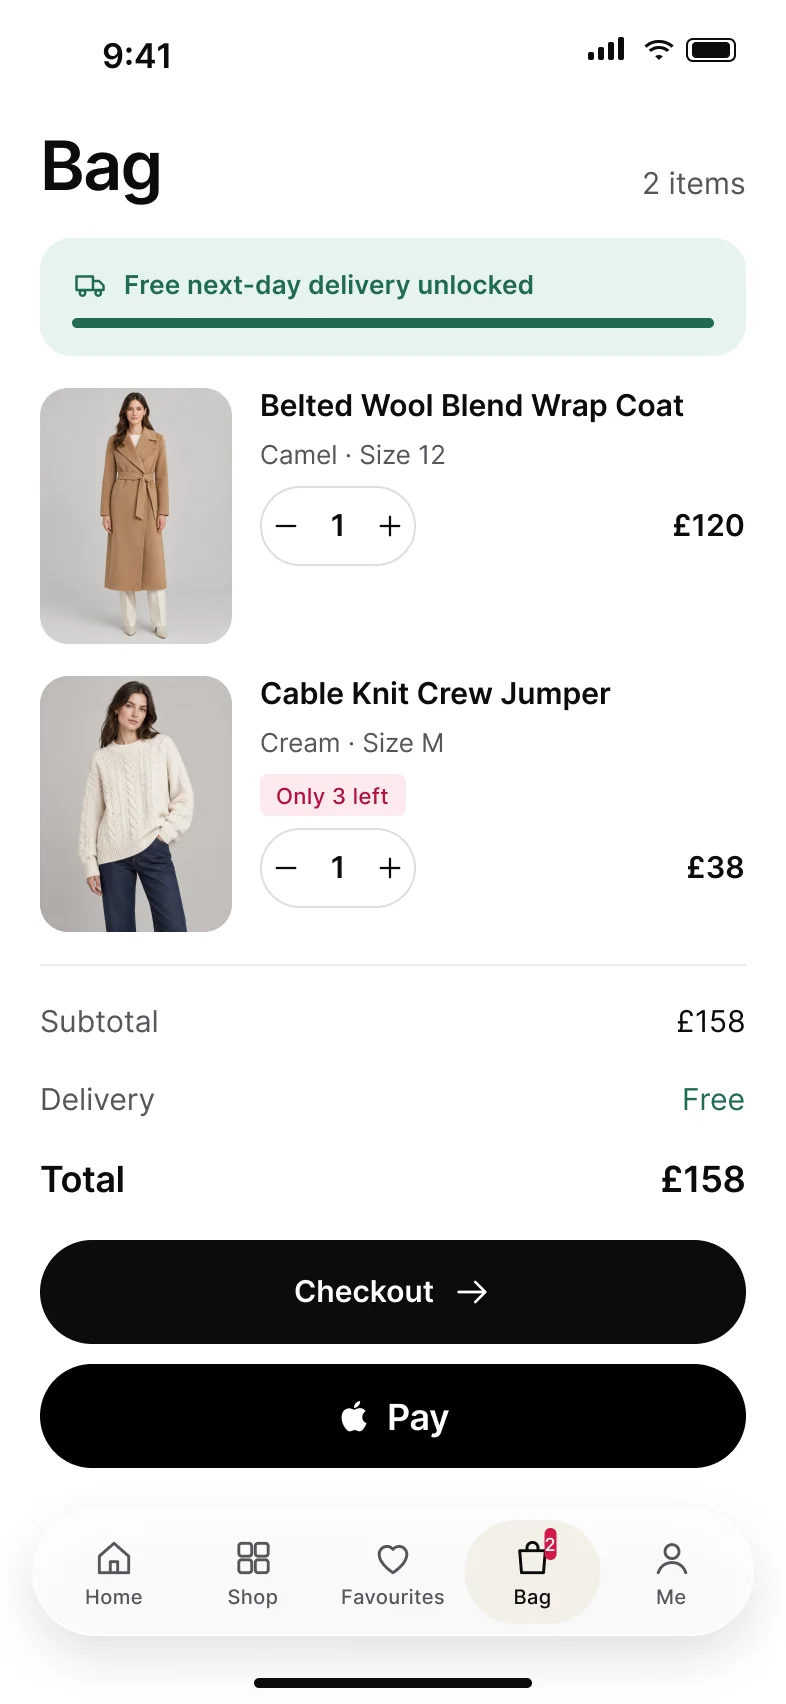 9:41
Bag
2 items
Free next-day delivery unlocked
Belted Wool Blend Wrap Coat
Camel · Size 12
− 1 +
£120
Cable Knit Crew Jumper
Cream · Size M
Only 3 left
− 1 +
£38
Subtotal £158
Delivery Free
Total £158
Checkout →
Pay
2
Home Shop Favourites Bag Me